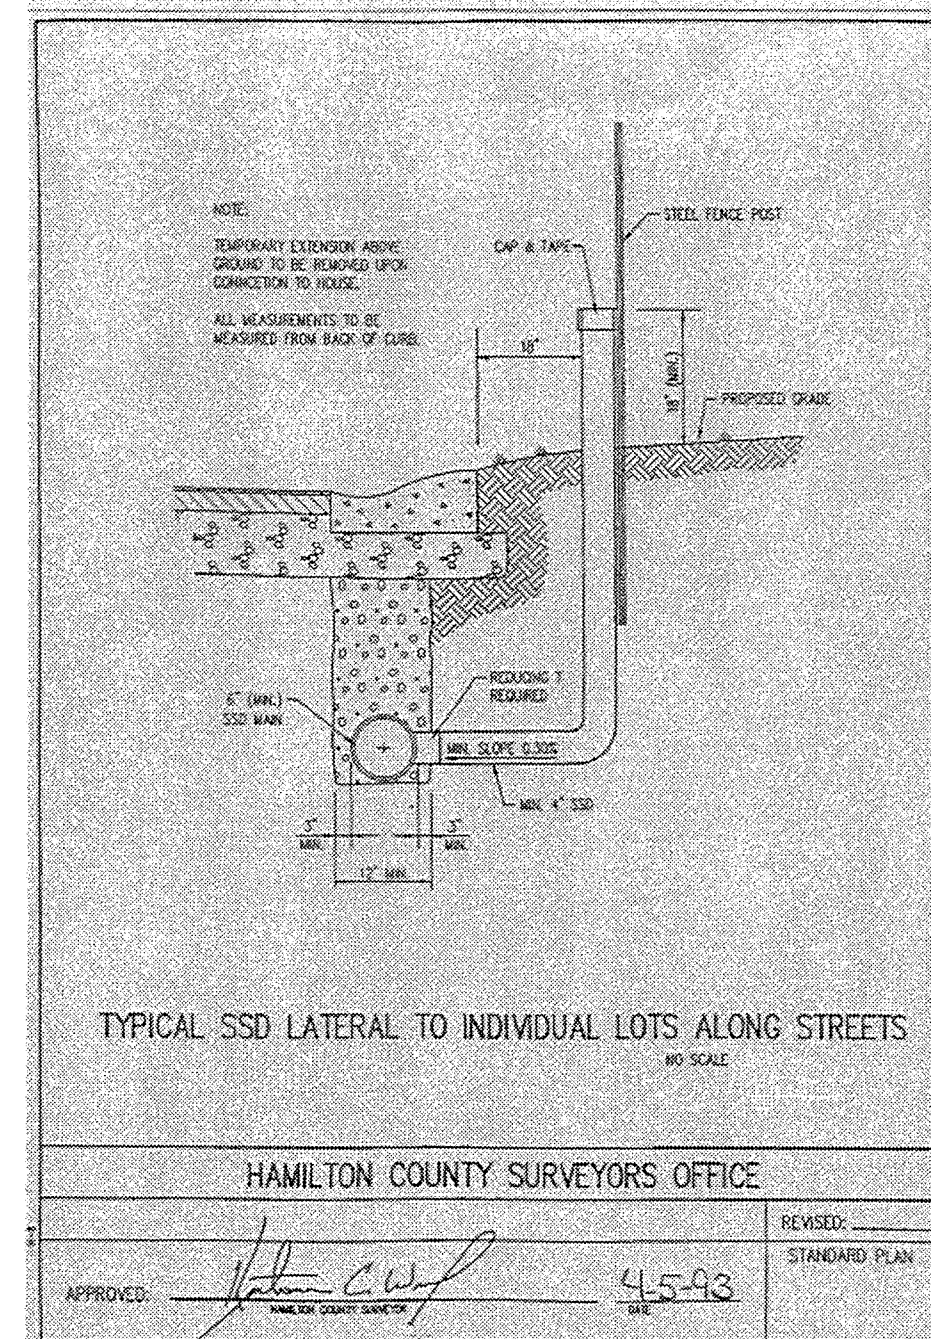 NOTE:
TEMPORARY EXTENSION ABOVE
GROUND TO BE REMOVED UPON
CONNCETION TO HOUSE.
ALL MEASUREMENTS TO BE
MEASURED FROM BACK OF CURB.
STEEL FENCE POST
CAP & TAPE
18"
18" (MIN.)
PROPOSED GRADE
6" (MIN.)
SSD MAIN
REDUCING T
REQUIRED
MIN. SLOPE 0.30%
MIN. 4" SSD
3"
MIN.
3"
MIN.
12" MIN.
TYPICAL SSD LATERAL TO INDIVIDUAL LOTS ALONG STREETS
NO SCALE
HAMILTON COUNTY SURVEYORS OFFICE
REVISED:
STANDARD PLAN
APPROVED:
HAMILTON COUNTY SURVEYOR
4-5-93
DATE